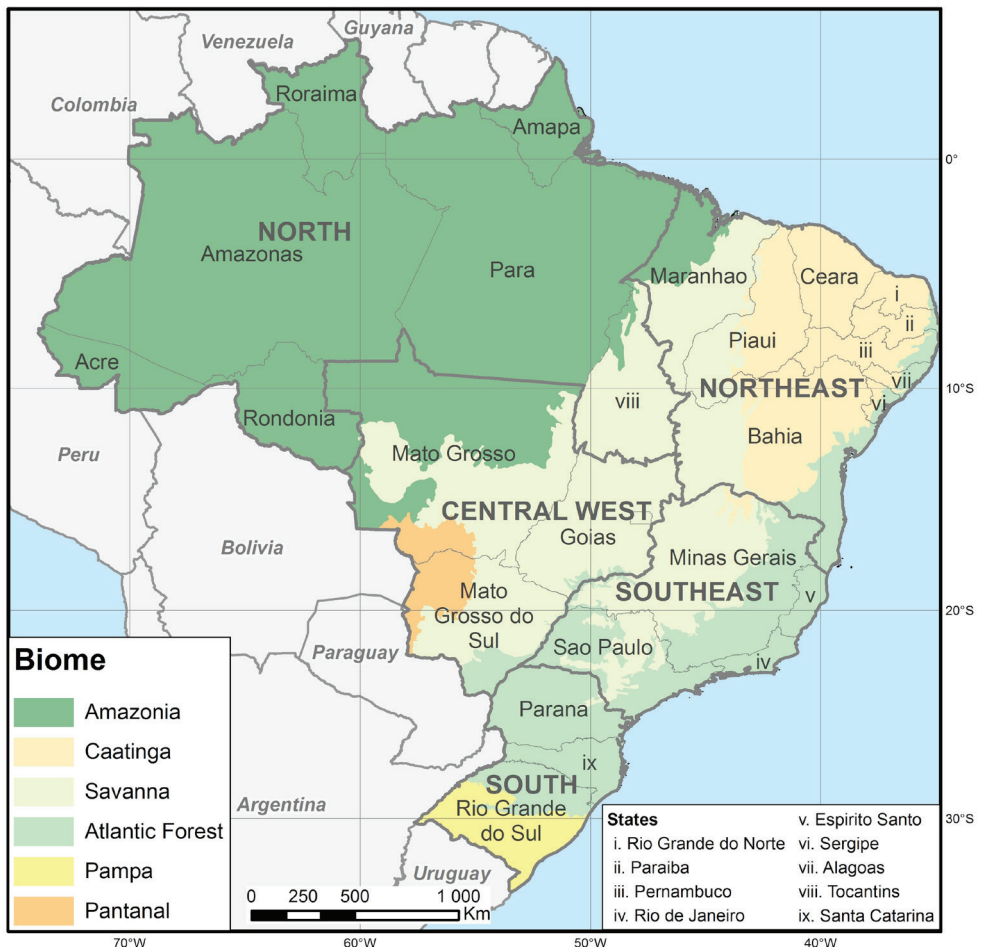 Venezuela
Guyana
Colombia
Roraima
Amapa
0°
NORTH
Amazonas
Para
Maranhao
Ceara
i
ii
Piaui
iii
Acre
NORTHEAST
vii
10°S
viii
vi
Rondonia
Bahia
Peru
Mato Grosso
CENTRAL WEST
Goias
Bolivia
Minas Gerais
SOUTHEAST
Mato
Grosso do
Sul
v
20°S
Paraguay
Sao Paulo
iv
Parana
ix
SOUTH
Argentina
Rio Grande
do Sul
30°S
Uruguay
Biome
Amazonia
Caatinga
Savanna
Atlantic Forest
Pampa
Pantanal
0 250 500 1 000
Km
States
i. Rio Grande do Norte
ii. Paraiba
iii. Pernambuco
iv. Rio de Janeiro
v. Espirito Santo
vi. Sergipe
vii. Alagoas
viii. Tocantins
ix. Santa Catarina
70°W 60°W 50°W 40°W